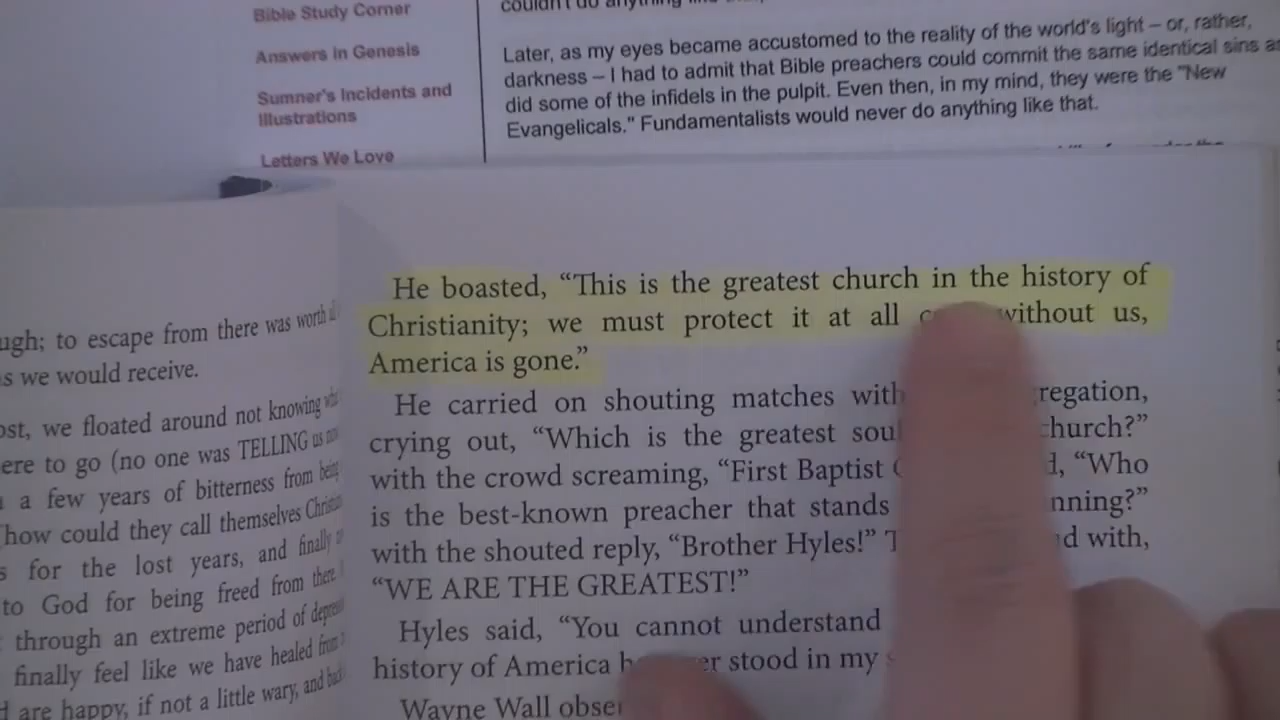 Bible Study Corner
Answers in Genesis
Sumner's Incidents and
Illustrations
Letters We Love
couldn't do anything like
Later, as my eyes became accustomed to the reality of the world's light – or, rather,
darkness – I had to admit that Bible preachers could commit the same identical sins as
did some of the infidels in the pulpit. Even then, in my mind, they were the "New
Evangelicals." Fundamentalists would never do anything like that.
ugh; to escape from there was worth
s we would receive.
ost, we floated around not knowing
ere to go (no one was TELLING us
a few years of bitterness from being
how could they call themselves
s for the lost years, and finally
to God for being freed from there.
through an extreme period of
finally feel like we have healed from
are happy, if not a little wary, and
He boasted, “This is the greatest church in the history of
Christianity; we must protect it at all without us,
America is gone.”
He carried on shouting matches with regation,
crying out, “Which is the greatest sou church?”
with the crowd screaming, “First Baptist “Who
is the best-known preacher that stands nning?”
with the shouted reply, “Brother Hyles!” d with,
“WE ARE THE GREATEST!”
Hyles said, “You cannot understand
history of America er stood in my
Wayne Wall obse